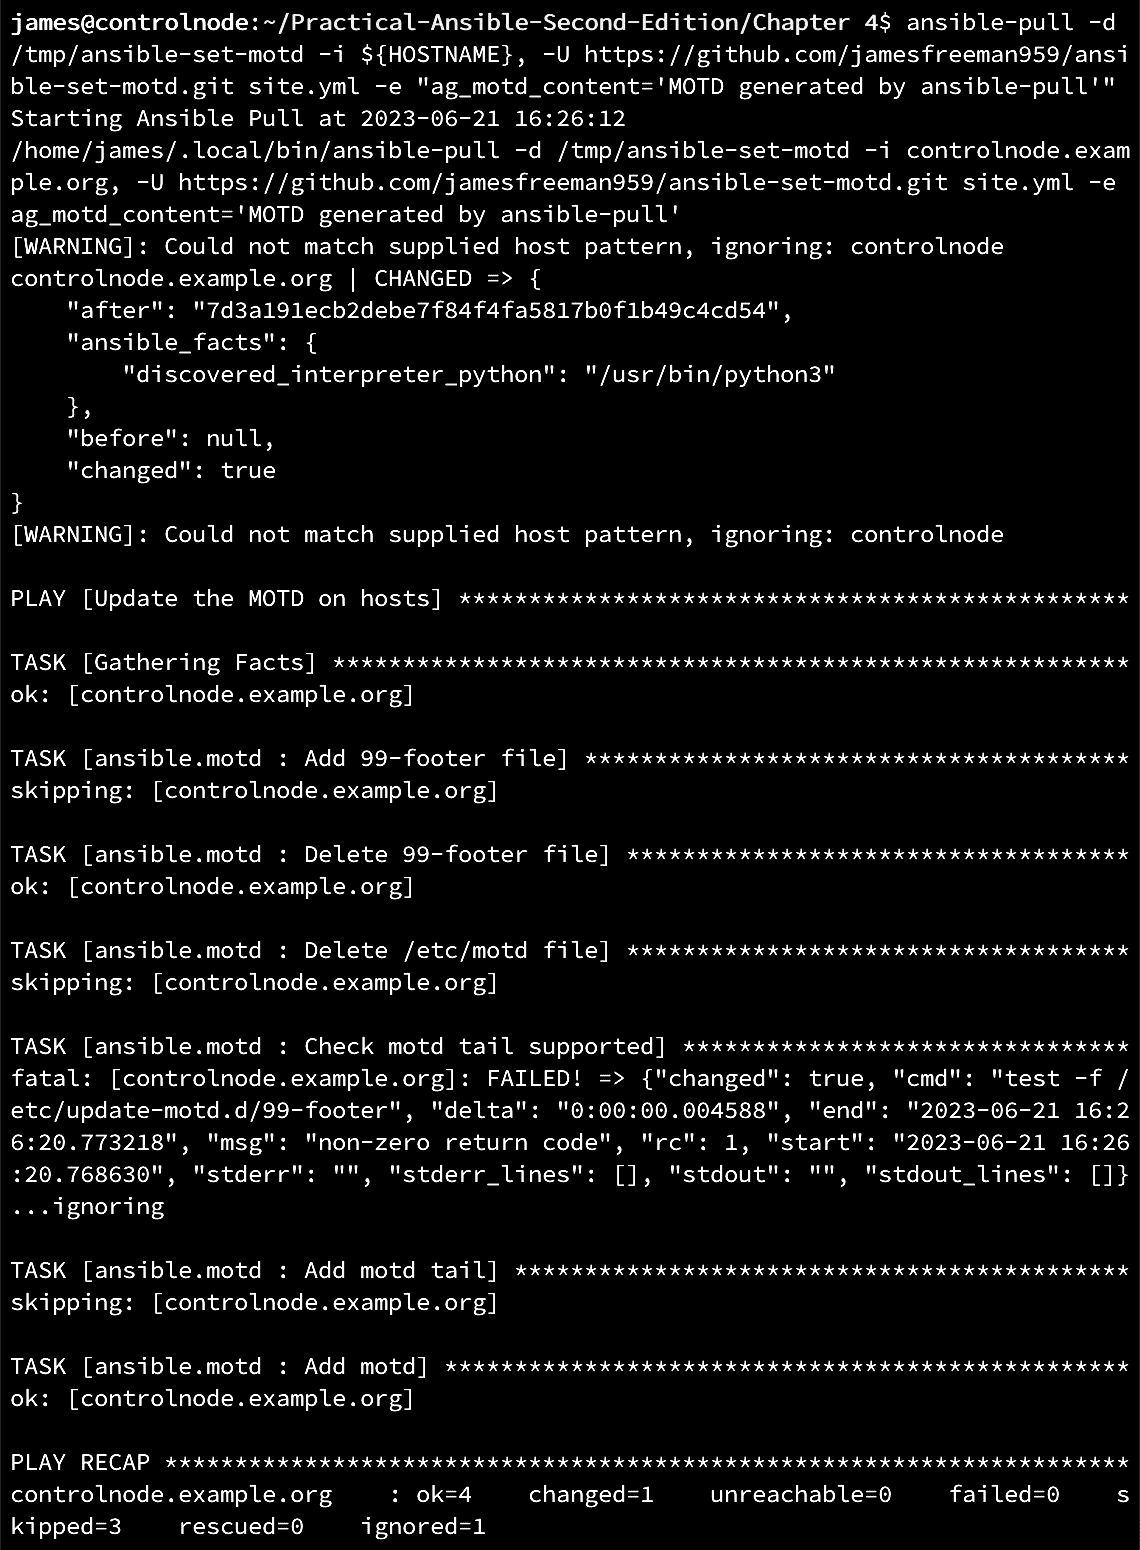 james@controlnode:~/Practical-Ansible-Second-Edition/Chapter 4$ ansible-pull -d
/tmp/ansible-set-motd -i ${HOSTNAME}, -U https://github.com/jamesfreeman959/ansi
ble-set-motd.git site.yml -e "ag_motd_content='MOTD generated by ansible-pull'"
Starting Ansible Pull at 2023-06-21 16:26:12
/home/james/.local/bin/ansible-pull -d /tmp/ansible-set-motd -i controlnode.exam
ple.org, -U https://github.com/jamesfreeman959/ansible-set-motd.git site.yml -e
ag_motd_content='MOTD generated by ansible-pull'
[WARNING]: Could not match supplied host pattern, ignoring: controlnode
controlnode.example.org | CHANGED => {
    "after": "7d3a191ecb2debe7f84f4fa5817b0f1b49c4cd54",
    "ansible_facts": {
        "discovered_interpreter_python": "/usr/bin/python3"
    },
    "before": null,
    "changed": true
}
[WARNING]: Could not match supplied host pattern, ignoring: controlnode

PLAY [Update the MOTD on hosts] ************************************************

TASK [Gathering Facts] *********************************************************
ok: [controlnode.example.org]

TASK [ansible.motd : Add 99-footer file] ***************************************
skipping: [controlnode.example.org]

TASK [ansible.motd : Delete 99-footer file] ************************************
ok: [controlnode.example.org]

TASK [ansible.motd : Delete /etc/motd file] ************************************
skipping: [controlnode.example.org]

TASK [ansible.motd : Check motd tail supported] ********************************
fatal: [controlnode.example.org]: FAILED! => {"changed": true, "cmd": "test -f /
etc/update-motd.d/99-footer", "delta": "0:00:00.004588", "end": "2023-06-21 16:2
6:20.773218", "msg": "non-zero return code", "rc": 1, "start": "2023-06-21 16:26
:20.768630", "stderr": "", "stderr_lines": [], "stdout": "", "stdout_lines": []}
...ignoring

TASK [ansible.motd : Add motd tail] ********************************************
skipping: [controlnode.example.org]

TASK [ansible.motd : Add motd] *************************************************
ok: [controlnode.example.org]

PLAY RECAP *********************************************************************
controlnode.example.org    : ok=4    changed=1    unreachable=0    failed=0    s
kipped=3    rescued=0    ignored=1